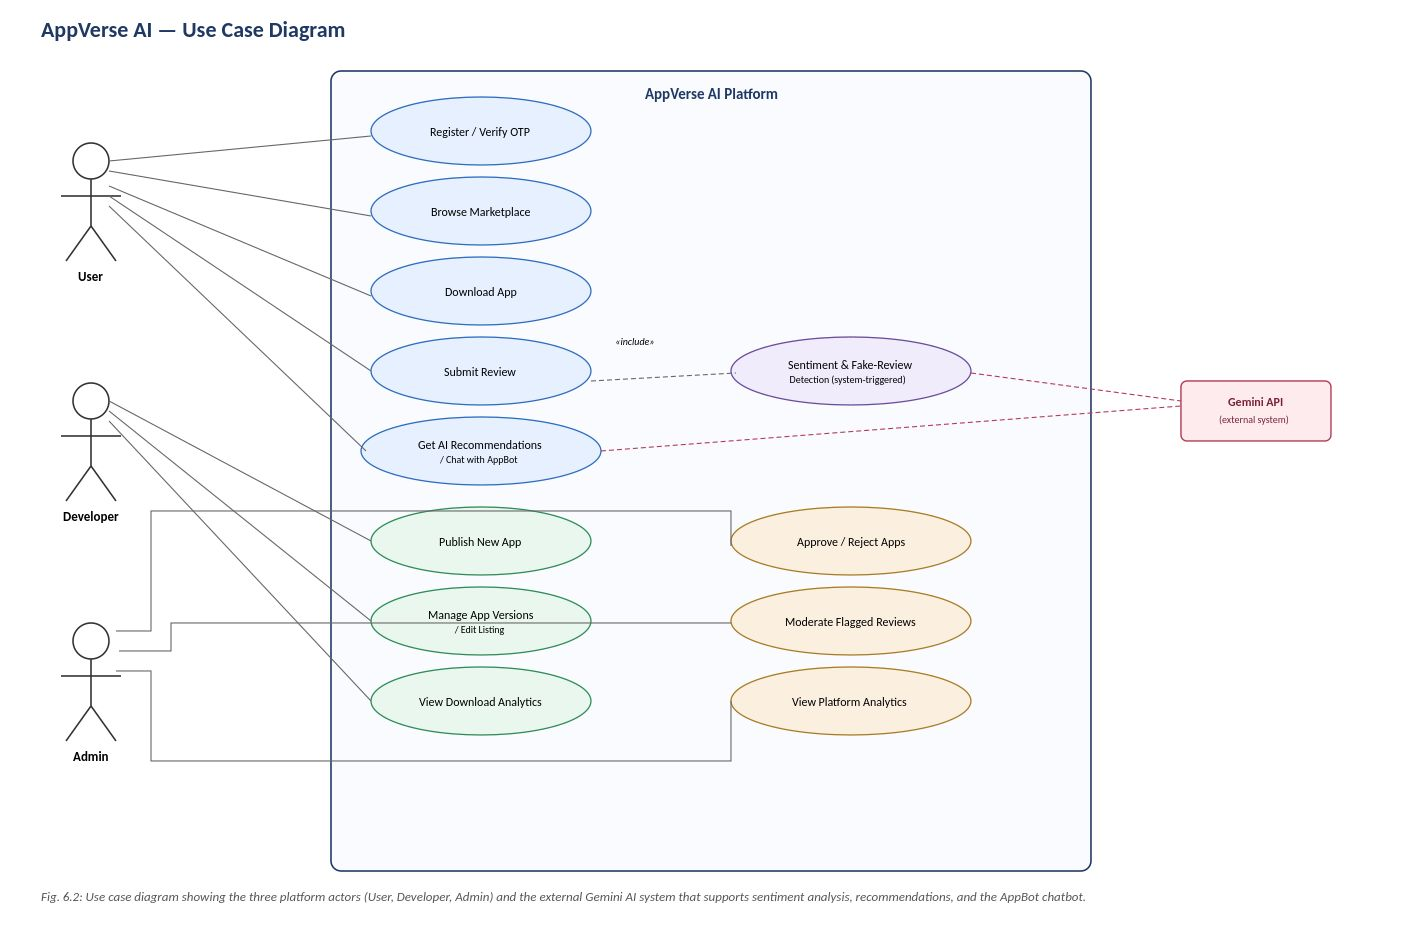 AppVerse AI — Use Case Diagram
AppVerse AI Platform
Register / Verify OTP
Browse Marketplace
User
Download App
«include»
Submit Review
Sentiment & Fake-Review
Detection (system-triggered)
Gemini API
(external system)
Get AI Recommendations
/ Chat with AppBot
Developer
Publish New App
Approve / Reject Apps
Manage App Versions
/ Edit Listing
Moderate Flagged Reviews
View Download Analytics
View Platform Analytics
Admin
Fig. 6.2: Use case diagram showing the three platform actors (User, Developer, Admin) and the external Gemini AI system that supports sentiment analysis, recommendations, and the AppBot chatbot.